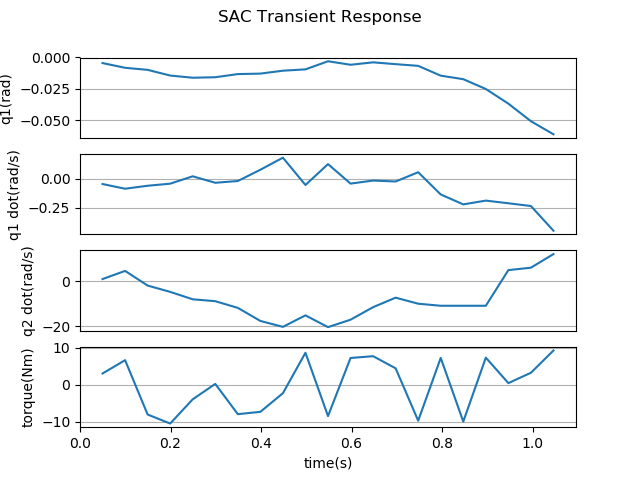 SAC Transient Response
0.000
−0.025
−0.050
q1(rad)
0.00
−0.25
q1 dot(rad/s)
0
−20
q2 dot(rad/s)
10
0
−10
torque(Nm)
0.0 0.2 0.4 0.6 0.8 1.0
time(s)